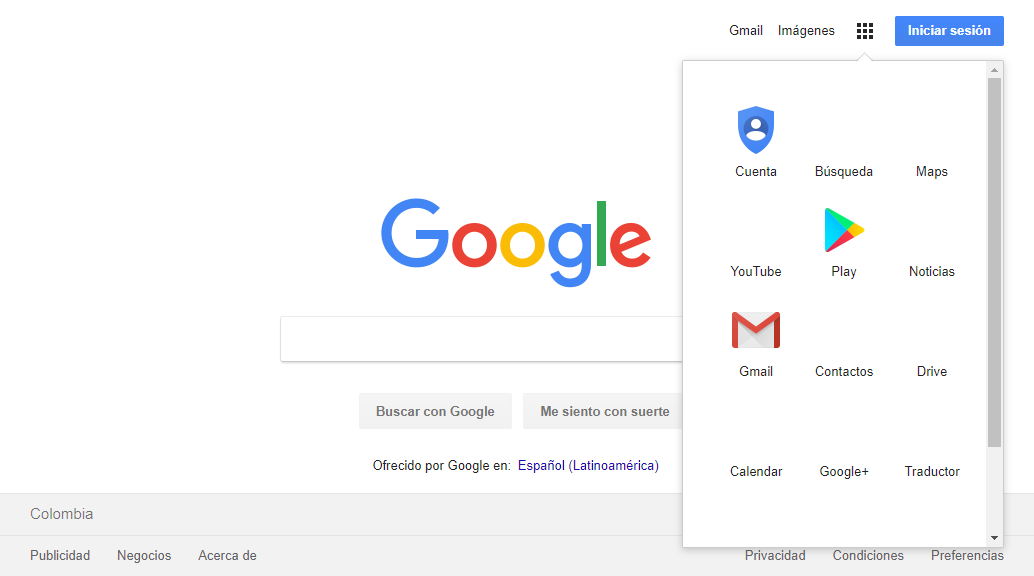 Gmail Imágenes Iniciar sesión
Cuenta Búsqueda Maps
Google
YouTube Play Noticias
Gmail Contactos Drive
Buscar con Google Me siento con suerte
Ofrecido por Google en: Español (Latinoamérica)
Calendar Google+ Traductor
Colombia
Publicidad Negocios Acerca de Privacidad Condiciones Preferencias